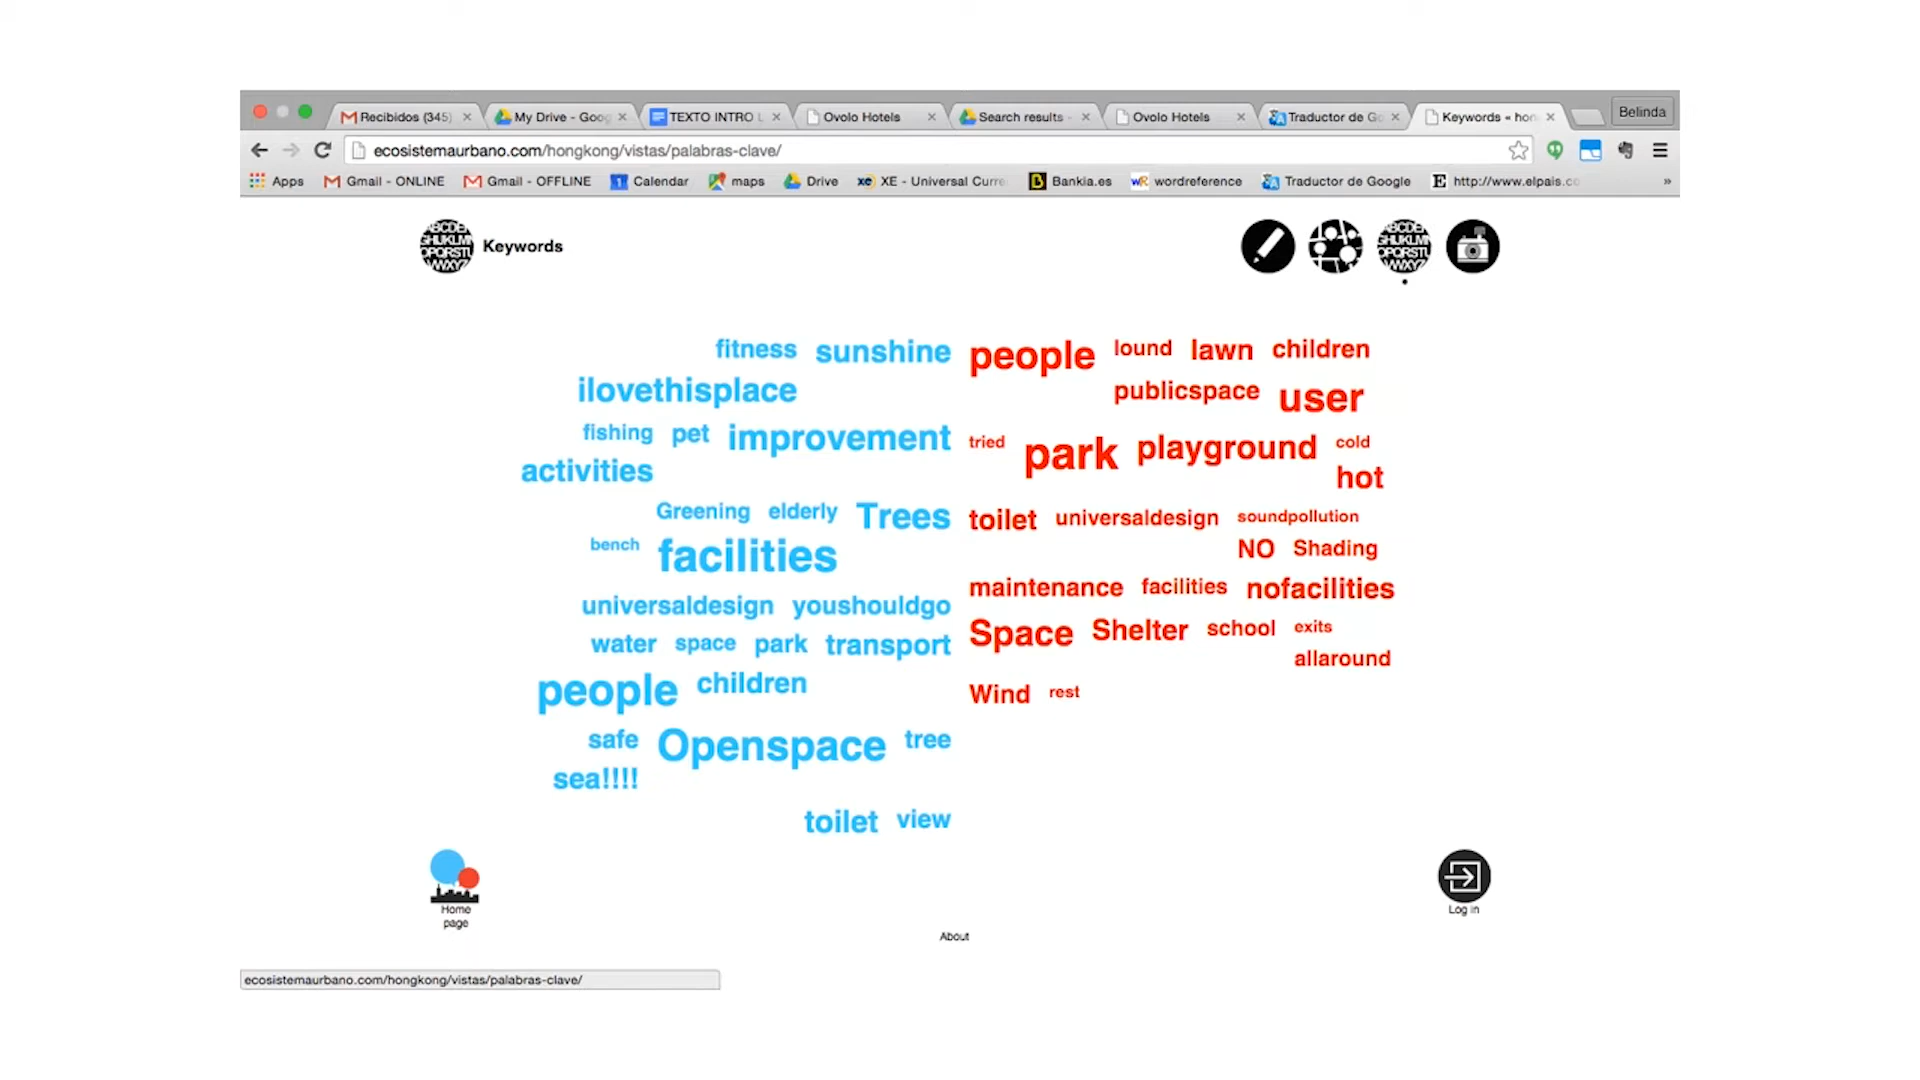 Recibidos (345)
My Drive - Goog
TEXTO INTRO L
Ovolo Hotels
Search results -
Ovolo Hotels
Traductor de Go
Keywords « hon
Belinda
ecosistemaurbano.com/hongkong/vistas/palabras-clave/
Apps
Gmail - ONLINE
Gmail - OFFLINE
Calendar
maps
Drive
XE - Universal Curre
Bankia.es
wordreference
Traductor de Google
http://www.elpais.co
Keywords
fitness sunshine
ilovethisplace
fishing pet improvement
activities
Greening elderly Trees
bench facilities
universaldesign youshouldgo
water space park transport
people children
safe Openspace tree
sea!!!!
toilet view
people lound lawn children
publicspace user
tried park playground cold
hot
toilet universaldesign soundpollution
NO Shading
maintenance facilities nofacilities
Space Shelter school exits
allaround
Wind rest
Home
page
Log in
About
ecosistemaurbano.com/hongkong/vistas/palabras-clave/